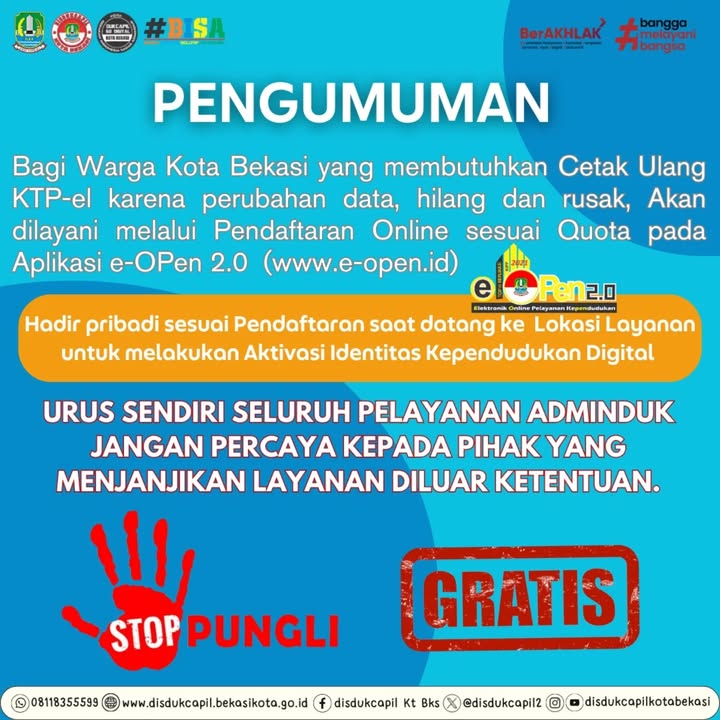 #BISA
BerAKHLAK
#bangga
melayani
bangsa
PENGUMUMAN
Bagi Warga Kota Bekasi yang membutuhkan Cetak Ulang
KTP-el karena perubahan data, hilang dan rusak, Akan
dilayani melalui Pendaftaran Online sesuai Quota pada
Aplikasi e-OPen 2.0 (www.e-open.id)
e-OPen 2.0
Elektronik Online Pelayanan Kependudukan
Hadir pribadi sesuai Pendaftaran saat datang ke Lokasi Layanan
untuk melakukan Aktivasi Identitas Kependudukan Digital
URUS SENDIRI SELURUH PELAYANAN ADMINDUK
JANGAN PERCAYA KEPADA PIHAK YANG
MENJANJIKAN LAYANAN DILUAR KETENTUAN.
STOP PUNGLI
GRATIS
08118355599 www.disdukcapil.bekasikota.go.id disdukcapil Kt Bks @disdukcapil2 disdukcapilkotabekasi